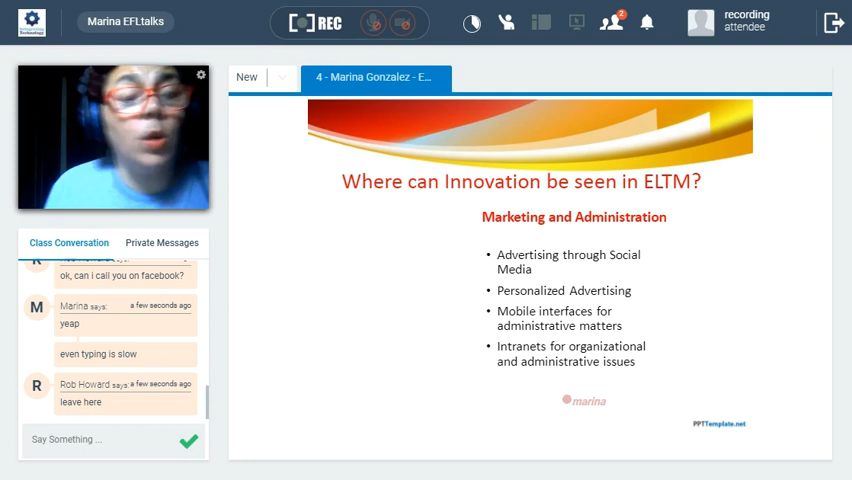 Marina EFLtalks
REC
2
recording
attendee
New
4 - Marina Gonzalez - E...
Where can Innovation be seen in ELTM?
Marketing and Administration
• Advertising through Social
Media
• Personalized Advertising
• Mobile interfaces for
administrative matters
• Intranets for organizational
and administrative issues
marina
PPTTemplate.net
Class Conversation
Private Messages
R
ok, can i call you on facebook?
M
Marina says: a few seconds ago
yeap
even typing is slow
R
Rob Howard says: a few seconds ago
leave here
Say Something ...